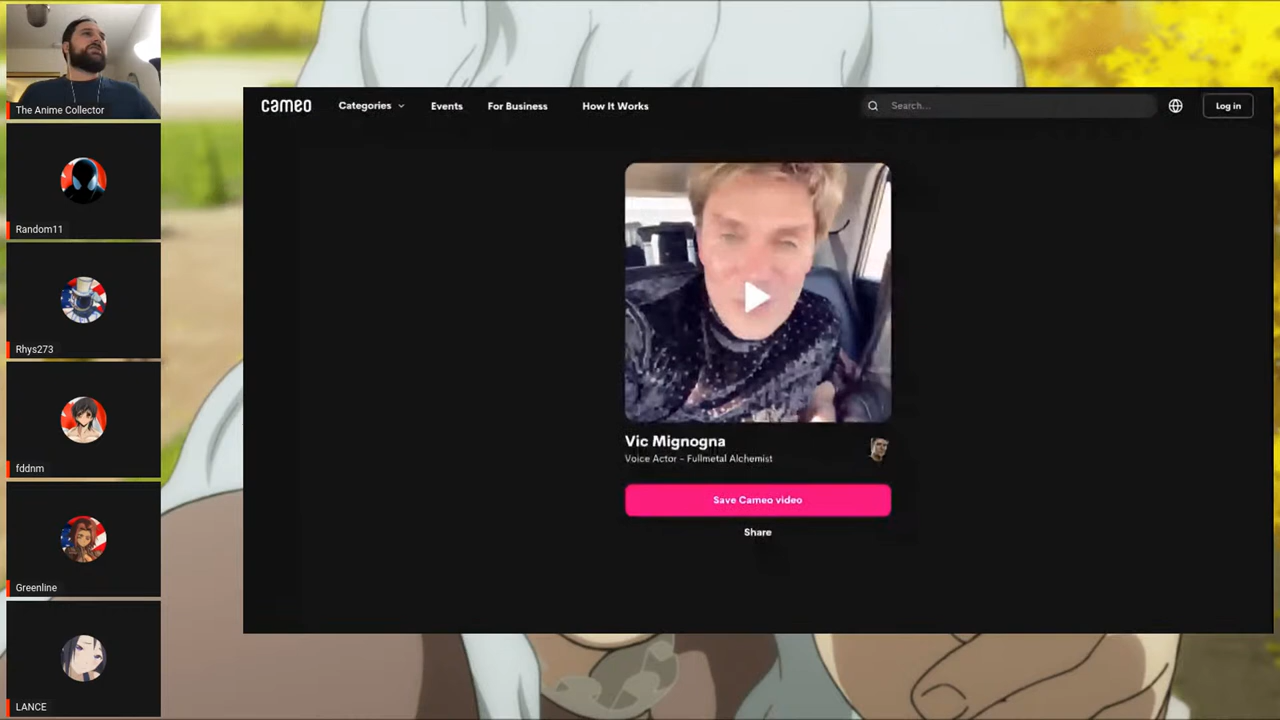 The Anime Collector
Random11
Rhys273
fddnm
Greenline
LANCE
cameo
Categories
Events
For Business
How It Works
Search...
Log in
Vic Mignogna
Voice Actor - Fullmetal Alchemist
Save Cameo video
Share